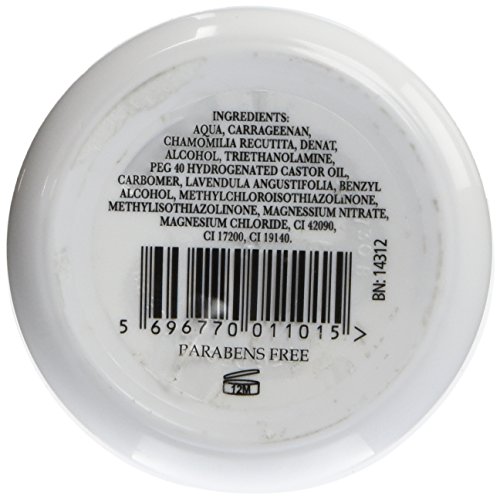 INGREDIENTS:
AQUA, CARRAGEENAN,
CHAMOMILIA RECUTITA, DENAT,
ALCOHOL, TRIETHANOLAMINE,
PEG 40 HYDROGENATED CASTOR OIL,
CARBOMER, LAVENDULA ANGUSTIFOLIA, BENZYL
ALCOHOL, METHYLCHLOROISOTHIAZOLINONE,
METHYLISOTHIAZOLINONE, MAGNESSIUM NITRATE,
MAGNESIUM CHLORIDE, CI 42090,
CI 17200, CI 19140.
BN: 14312
5 696770 011015 >
PARABENS FREE
12M